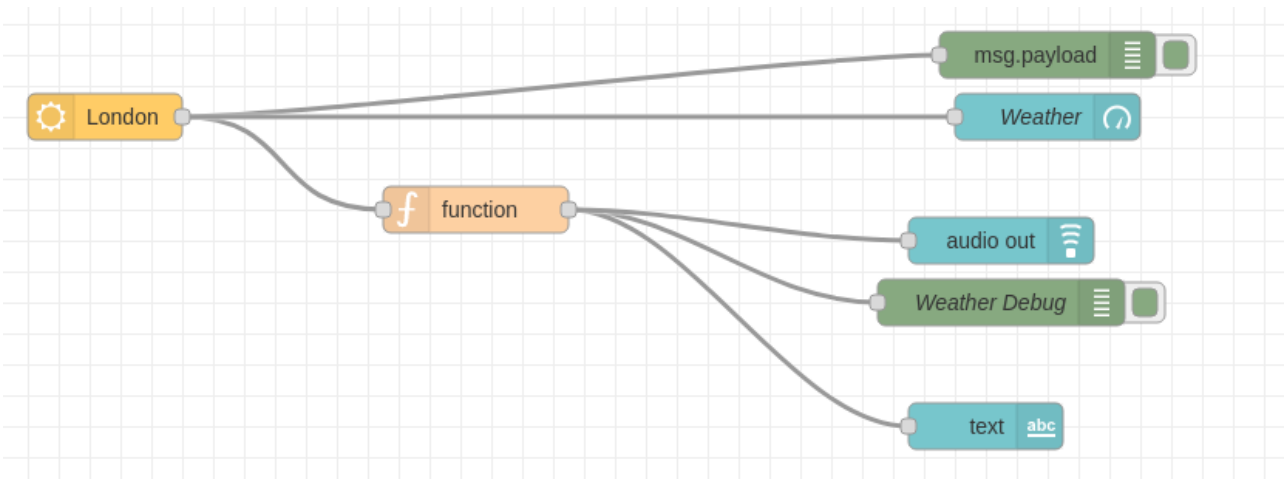 msg.payload
London
Weather
function
audio out
Weather Debug
text
abc